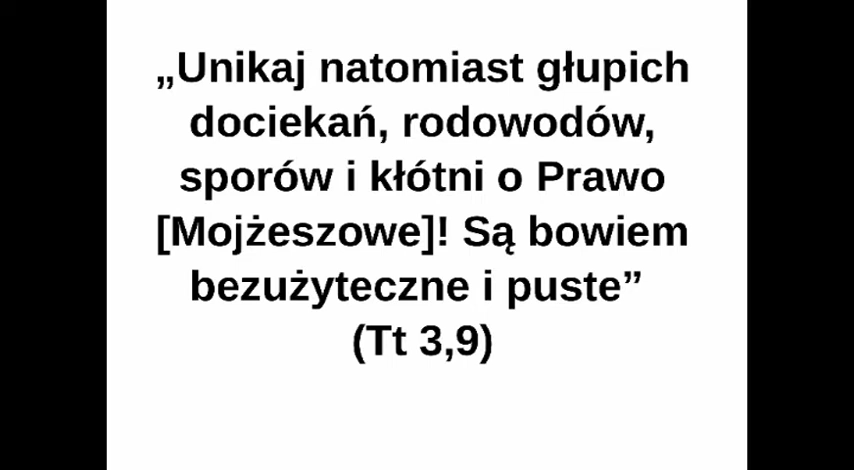 „Unikaj natomiast głupich
dociekań, rodowodów,
sporów i kłótni o Prawo
[Mojżeszowe]! Są bowiem
bezużyteczne i puste”
(Tt 3,9)